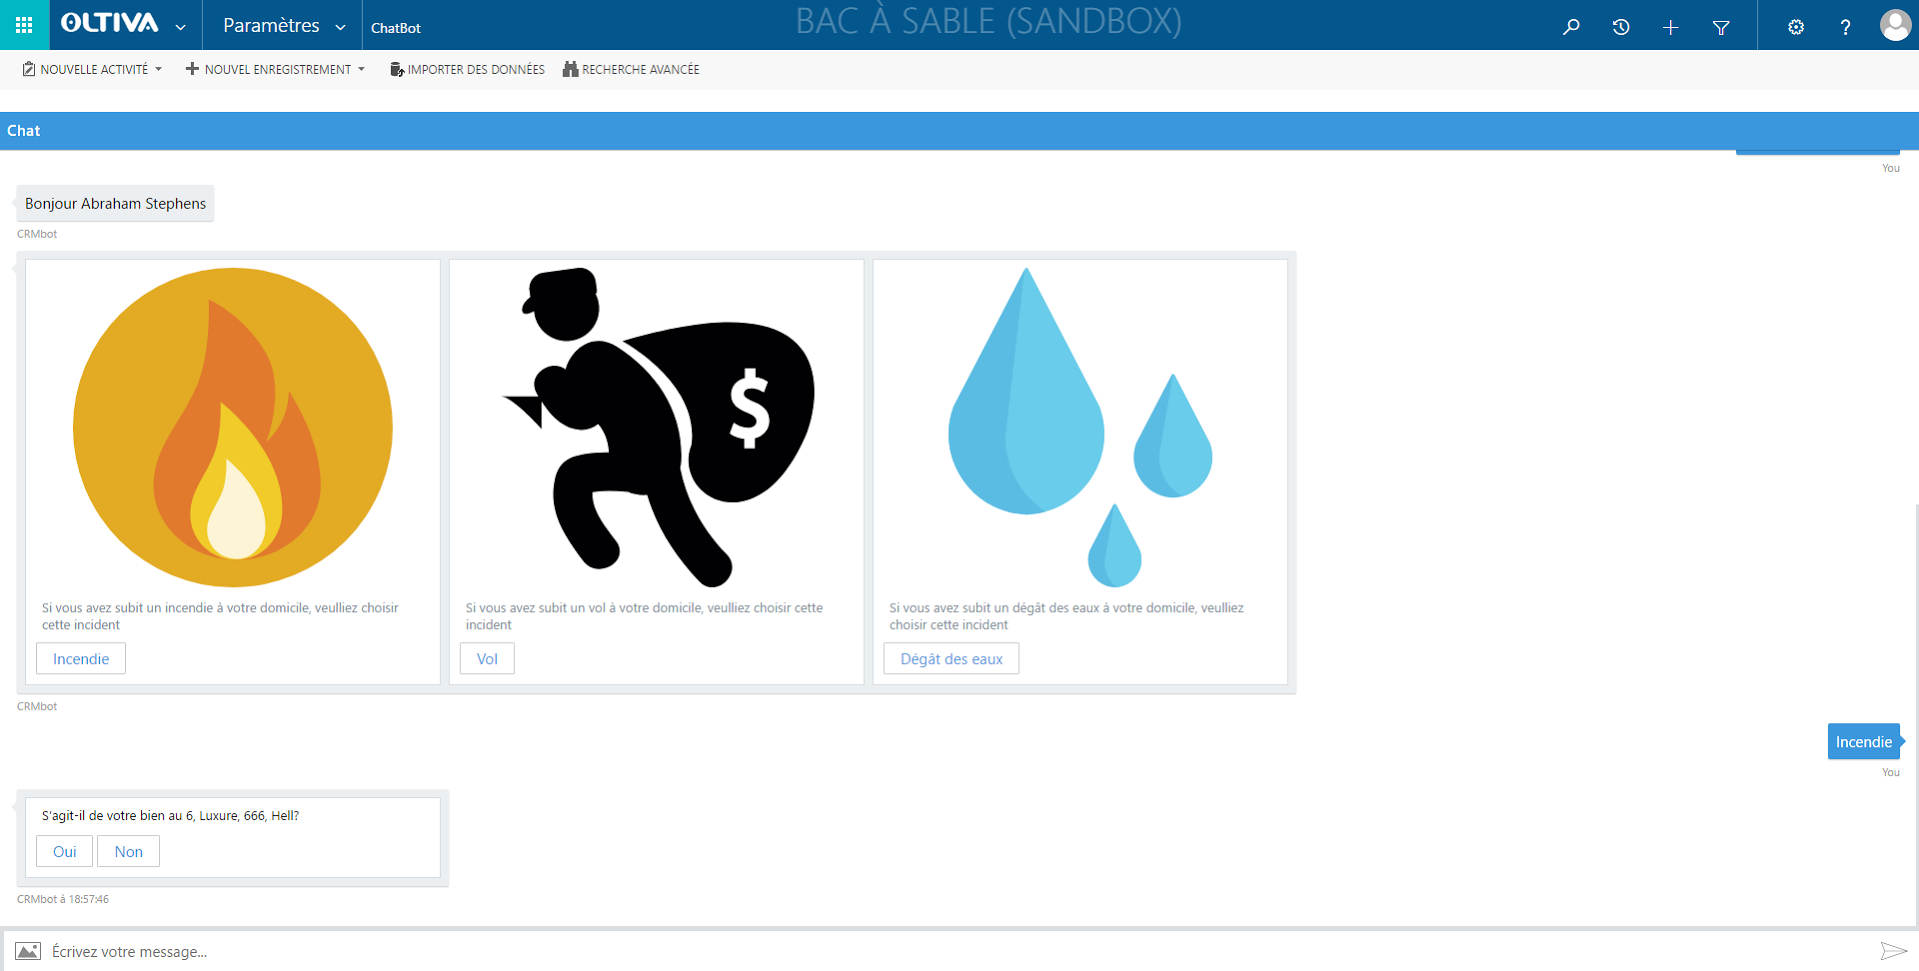 OLTIVA
Paramètres
ChatBot
BAC À SABLE (SANDBOX)
?
NOUVELLE ACTIVITÉ
NOUVEL ENREGISTREMENT
IMPORTER DES DONNÉES
RECHERCHE AVANCÉE
Chat
You
Bonjour Abraham Stephens
CRMbot
$
Si vous avez subit un incendie à votre domicile, veulliez choisir
cette incident
Incendie
Si vous avez subit un vol à votre domicile, veulliez choisir cette
incident
Vol
Si vous avez subit un dégât des eaux à votre domicile, veulliez
choisir cette incident
Dégât des eaux
CRMbot
Incendie
You
S'agit-il de votre bien au 6, Luxure, 666, Hell?
Oui
Non
CRMbot à 18:57:46
Écrivez votre message...